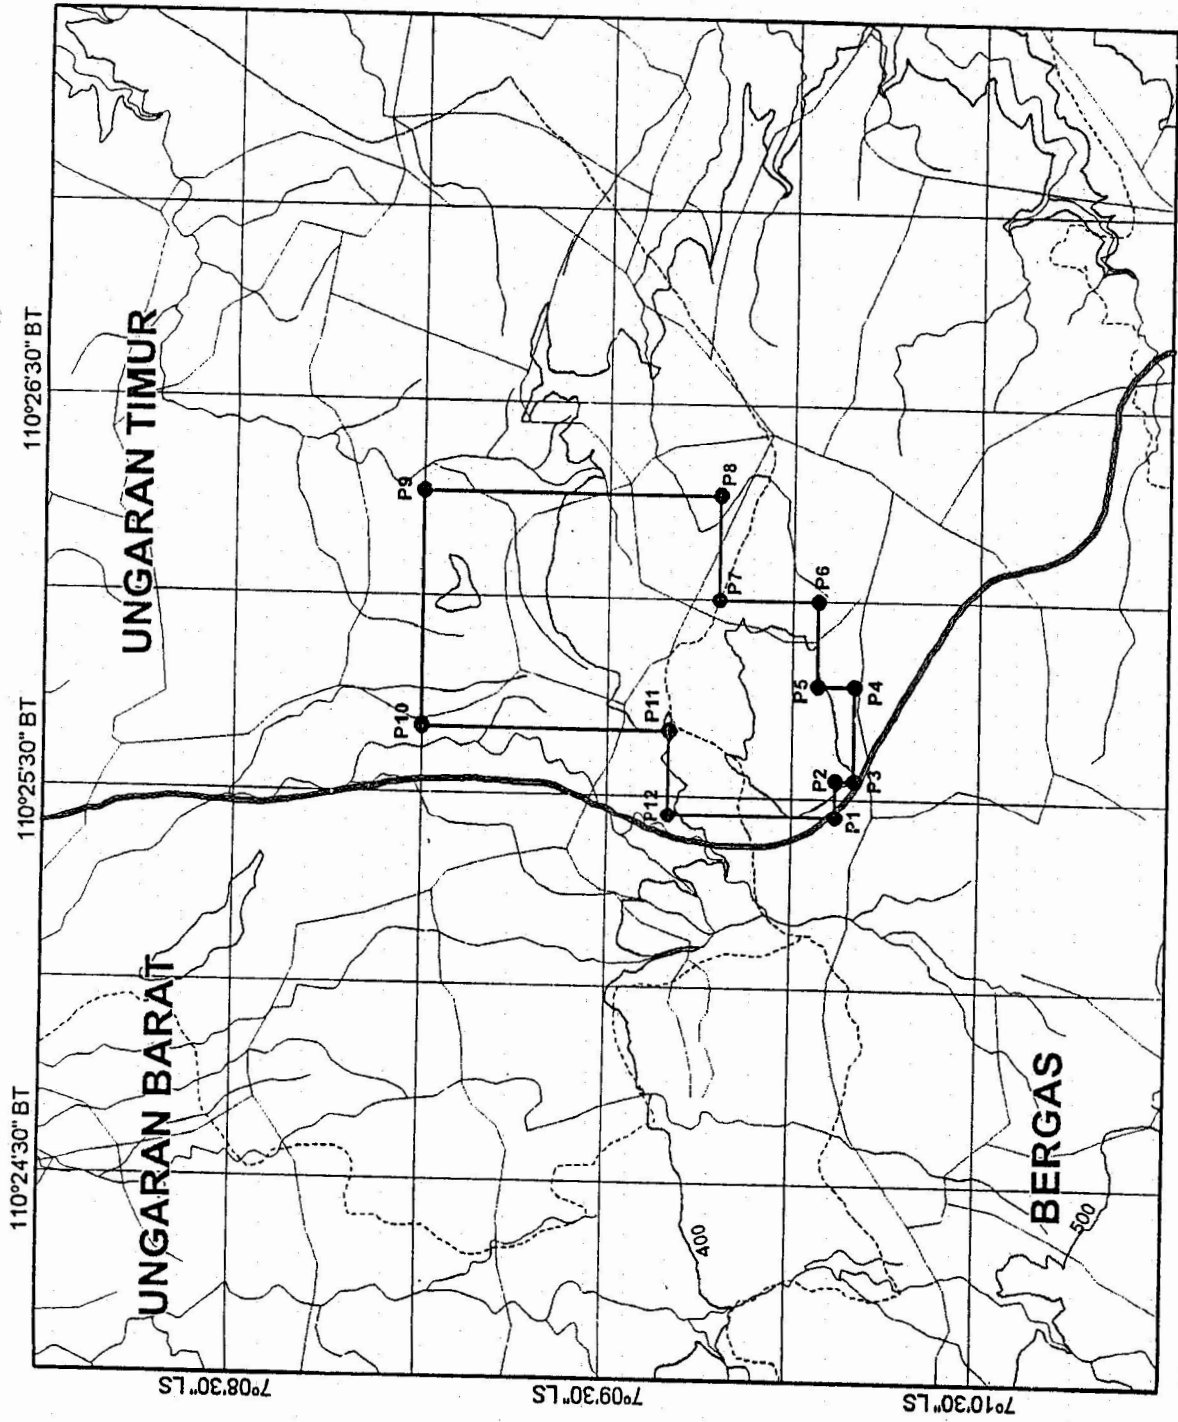 110°24'30" BT
110°25'30" BT
110°26'30" BT
UNGARAN BARAT
UNGARAN TIMUR
7°08'30" LS
7°09'30" LS
7°10'30" LS
P10
P9
P11
P12
P8
P7
P6
P5
P4
P2
P3
P1
400
500
BERGAS